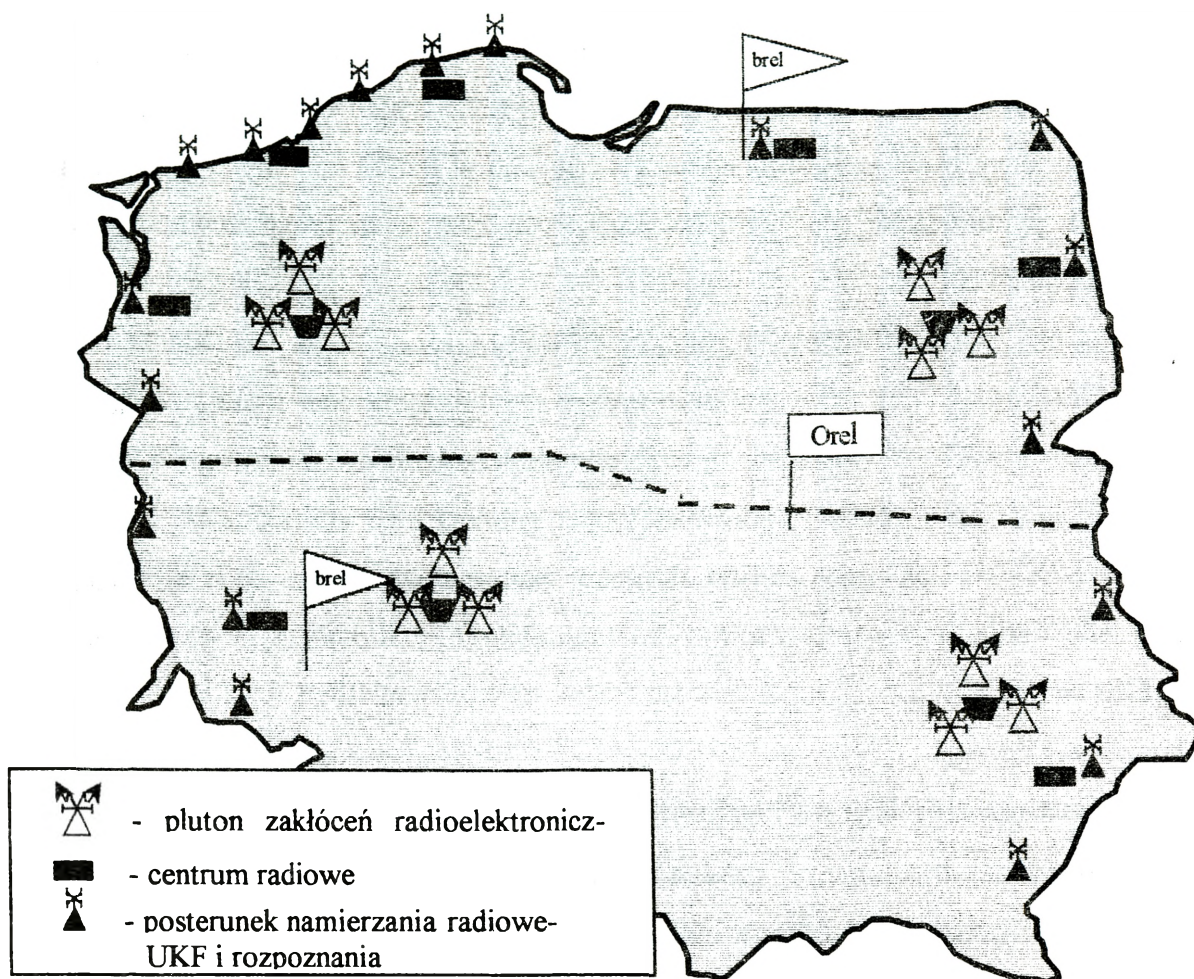 brel
Orel
brel
- pluton zakłóceń radioelektronicz-
- centrum radiowe
- posterunek namierzania radiowe-
UKF i rozpoznania